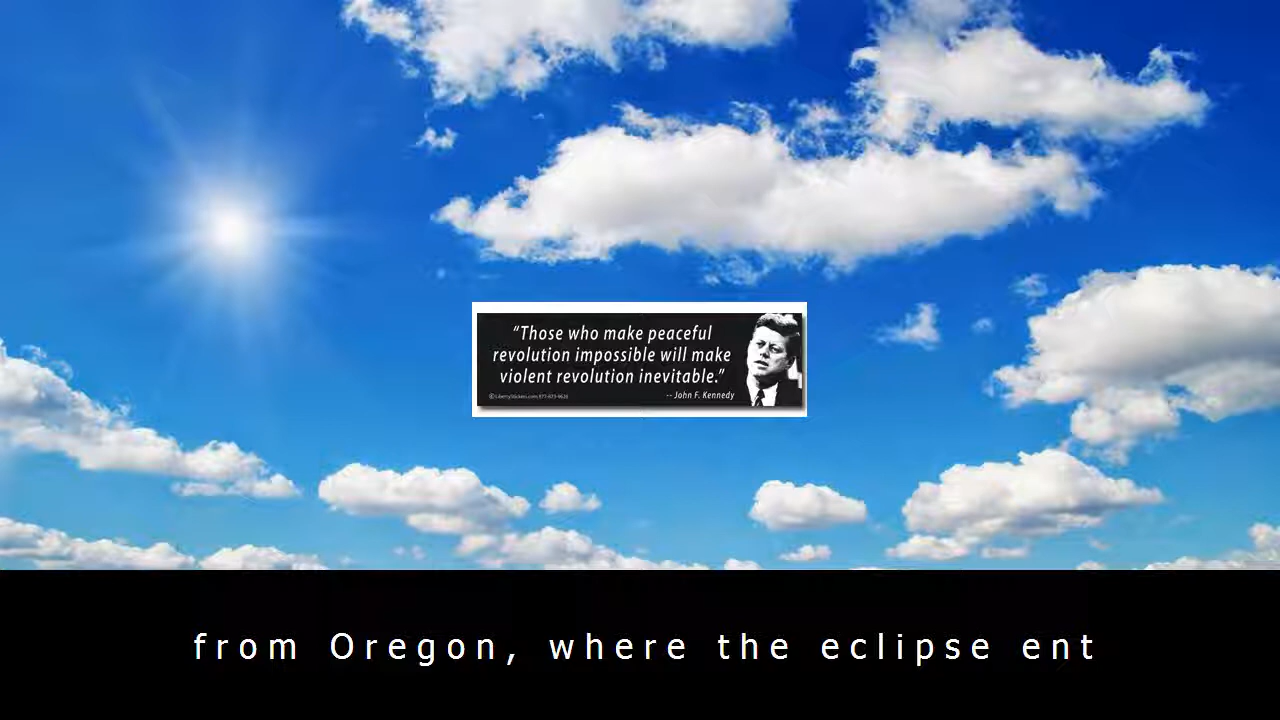 “Those who make peaceful
revolution impossible will make
violent revolution inevitable.”
-- John F. Kennedy
from Oregon, where the eclipse ent